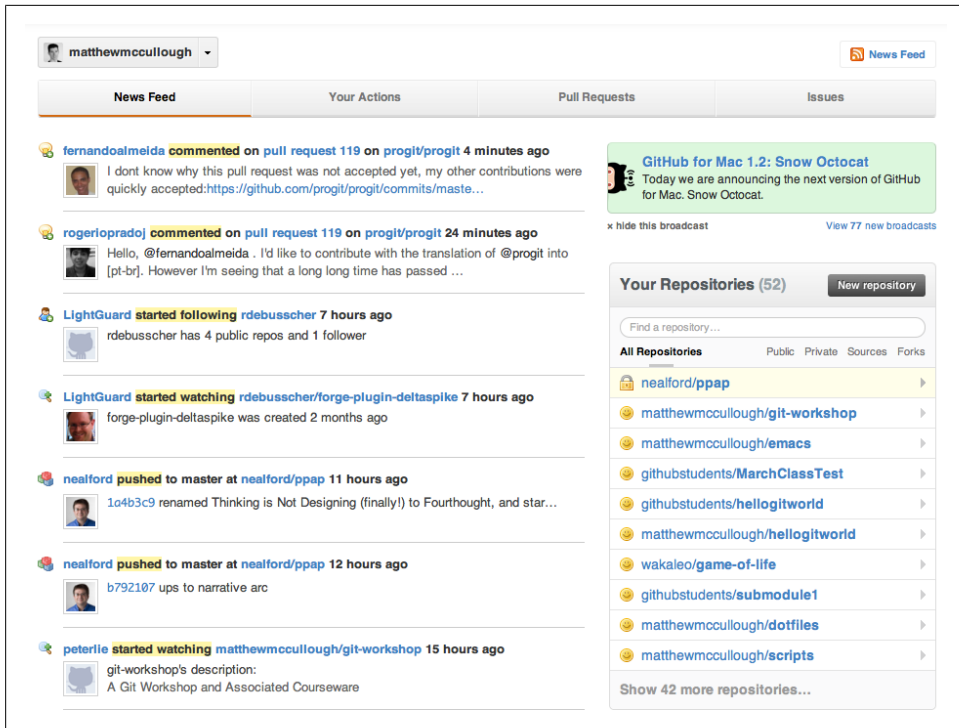 matthewmccullough
News Feed
News Feed
Your Actions
Pull Requests
Issues
fernandoalmeida commented on pull request 119 on progit/progit 4 minutes ago
I dont know why this pull request was not accepted yet, my other contributions were
quickly accepted:https://github.com/progit/progit/commits/maste…
rogeriopradoj commented on pull request 119 on progit/progit 24 minutes ago
Hello, @fernandoalmeida . I'd like to contribute with the translation of @progit into
[pt-br]. However I'm seeing that a long long time has passed …
LightGuard started following rdebusscher 7 hours ago
rdebusscher has 4 public repos and 1 follower
LightGuard started watching rdebusscher/forge-plugin-deltaspike 7 hours ago
forge-plugin-deltaspike was created 2 months ago
nealford pushed to master at nealford/ppap 11 hours ago
1a4b3c9 renamed Thinking is Not Designing (finally!) to Fourthought, and star…
nealford pushed to master at nealford/ppap 12 hours ago
b792107 ups to narrative arc
peterlie started watching matthewmccullough/git-workshop 15 hours ago
git-workshop's description:
A Git Workshop and Associated Courseware
GitHub for Mac 1.2: Snow Octocat
Today we are announcing the next version of GitHub
for Mac. Snow Octocat.
x hide this broadcast
View 77 new broadcasts
Your Repositories (52)
New repository
Find a repository…
All Repositories
Public Private Sources Forks
nealford/ppap
matthewmccullough/git-workshop
matthewmccullough/emacs
githubstudents/MarchClassTest
githubstudents/hellogitworld
matthewmccullough/hellogitworld
wakaleo/game-of-life
githubstudents/submodule1
matthewmccullough/dotfiles
matthewmccullough/scripts
Show 42 more repositories…